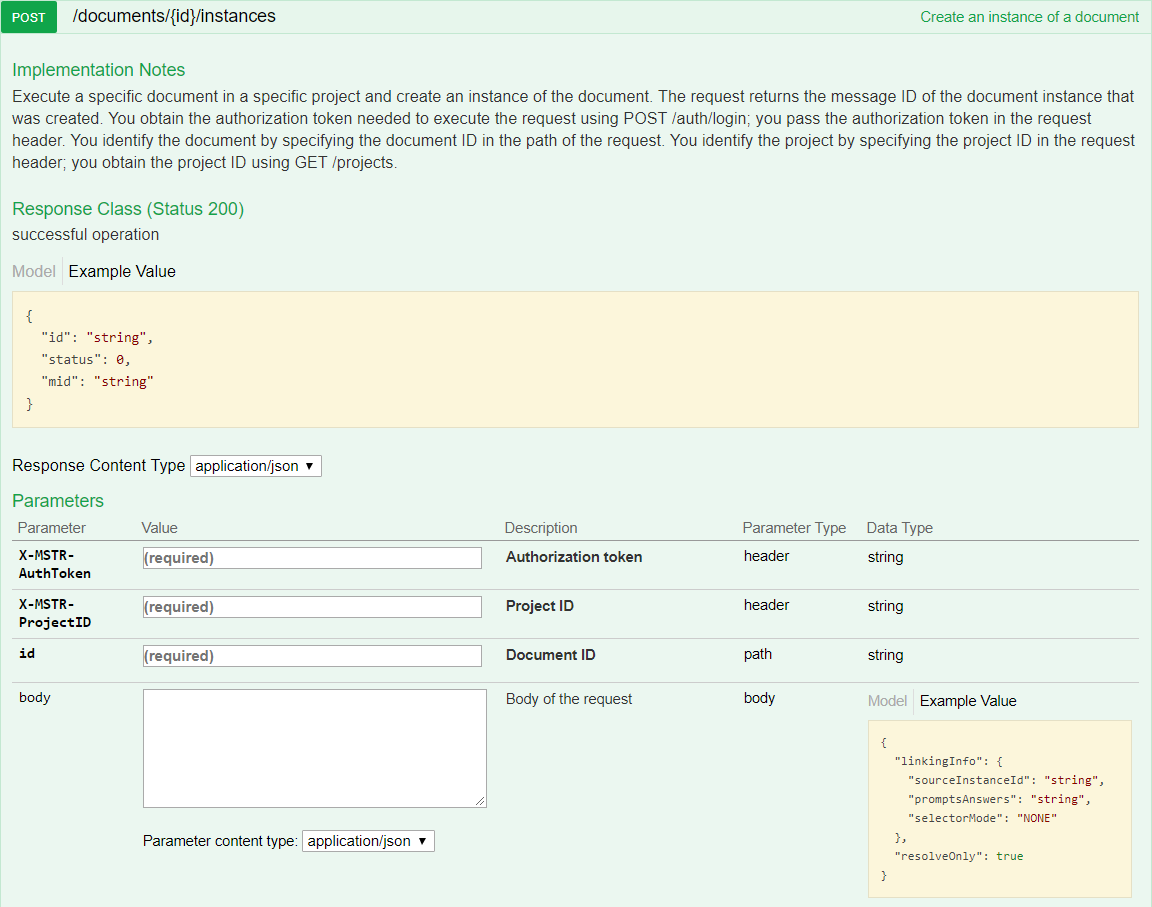 POST /documents/{id}/instances Create an instance of a document
Implementation Notes
Execute a specific document in a specific project and create an instance of the document. The request returns the message ID of the document instance that
was created. You obtain the authorization token needed to execute the request using POST /auth/login; you pass the authorization token in the request
header. You identify the document by specifying the document ID in the path of the request. You identify the project by specifying the project ID in the request
header; you obtain the project ID using GET /projects.
Response Class (Status 200)
successful operation
Model Example Value
{
"id": "string",
"status": 0,
"mid": "string"
}
Response Content Type application/json
Parameters
Parameter Value Description Parameter Type Data Type
X-MSTR-
AuthToken
(required) Authorization token header string
X-MSTR-
ProjectID
(required) Project ID header string
id (required) Document ID path string
body Body of the request body Model Example Value
{
"linkingInfo": {
"sourceInstanceId": "string",
"promptsAnswers": "string",
"selectorMode": "NONE"
},
"resolveOnly": true
}
Parameter content type: application/json